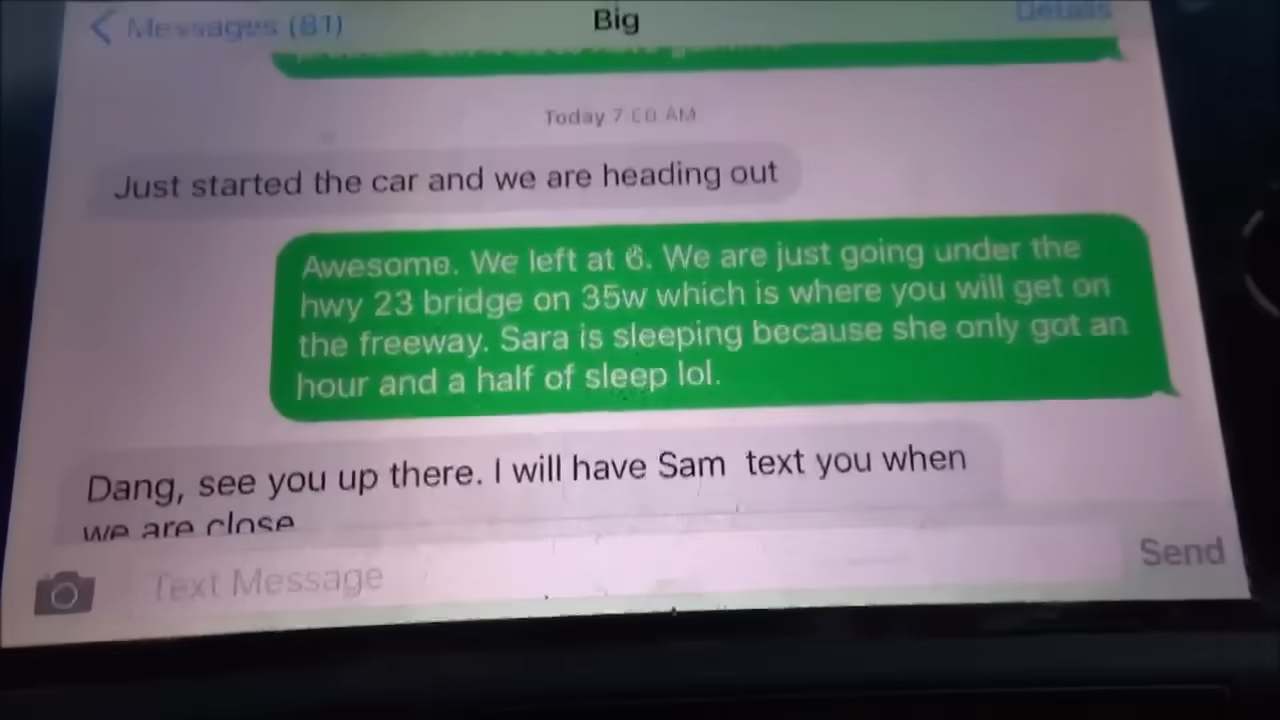 Messages (81)
Big
Details
Today 7:00 AM
Just started the car and we are heading out
Awesome. We left at 6. We are just going under the
hwy 23 bridge on 35w which is where you will get on
the freeway. Sara is sleeping because she only got an
hour and a half of sleep lol.
Dang, see you up there. I will have Sam text you when
we are close
Text Message
Send